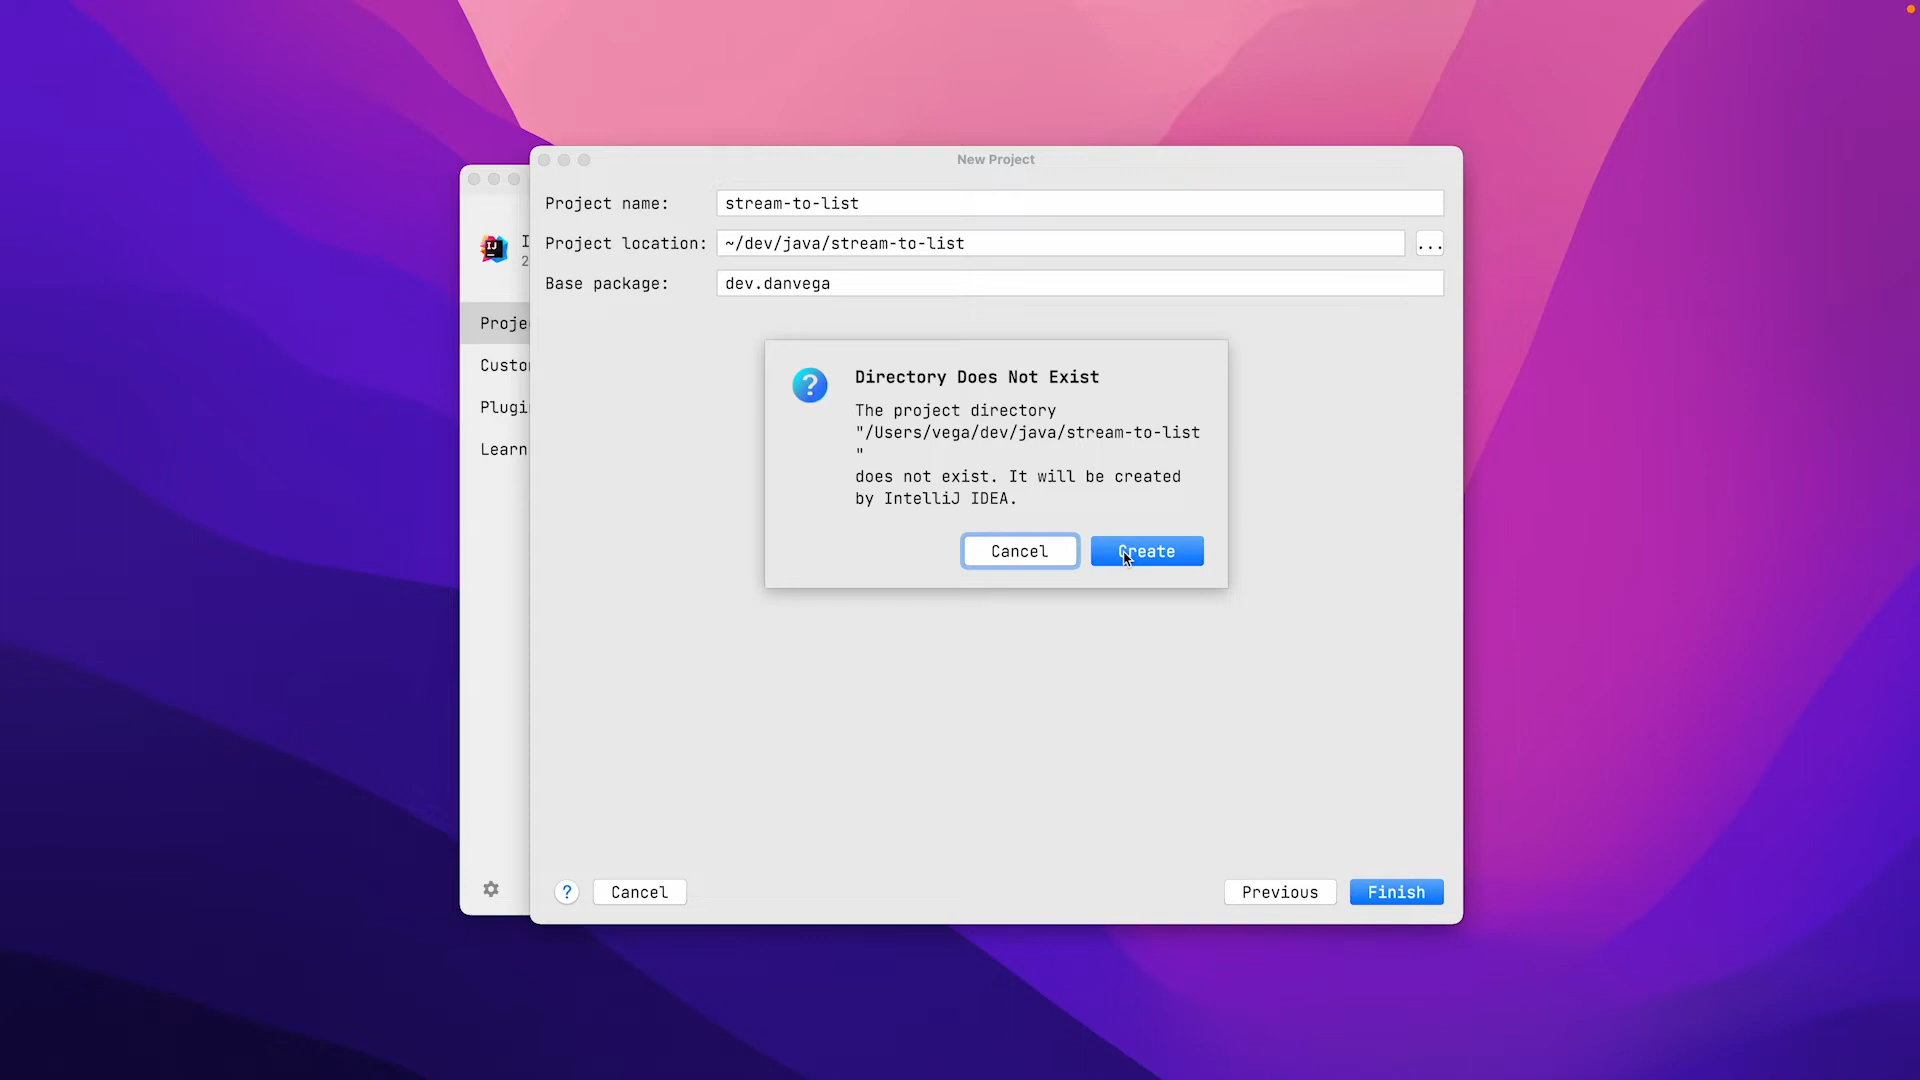 New Project
Project name:
stream-to-list
Project location:
~/dev/java/stream-to-list
...
Base package:
dev.danvega
IJ
I
2
Proje
Custo
Plugi
Learn
?
Directory Does Not Exist
The project directory
"/Users/vega/dev/java/stream-to-list
"
does not exist. It will be created
by IntelliJ IDEA.
Cancel
Create
?
Cancel
Previous
Finish